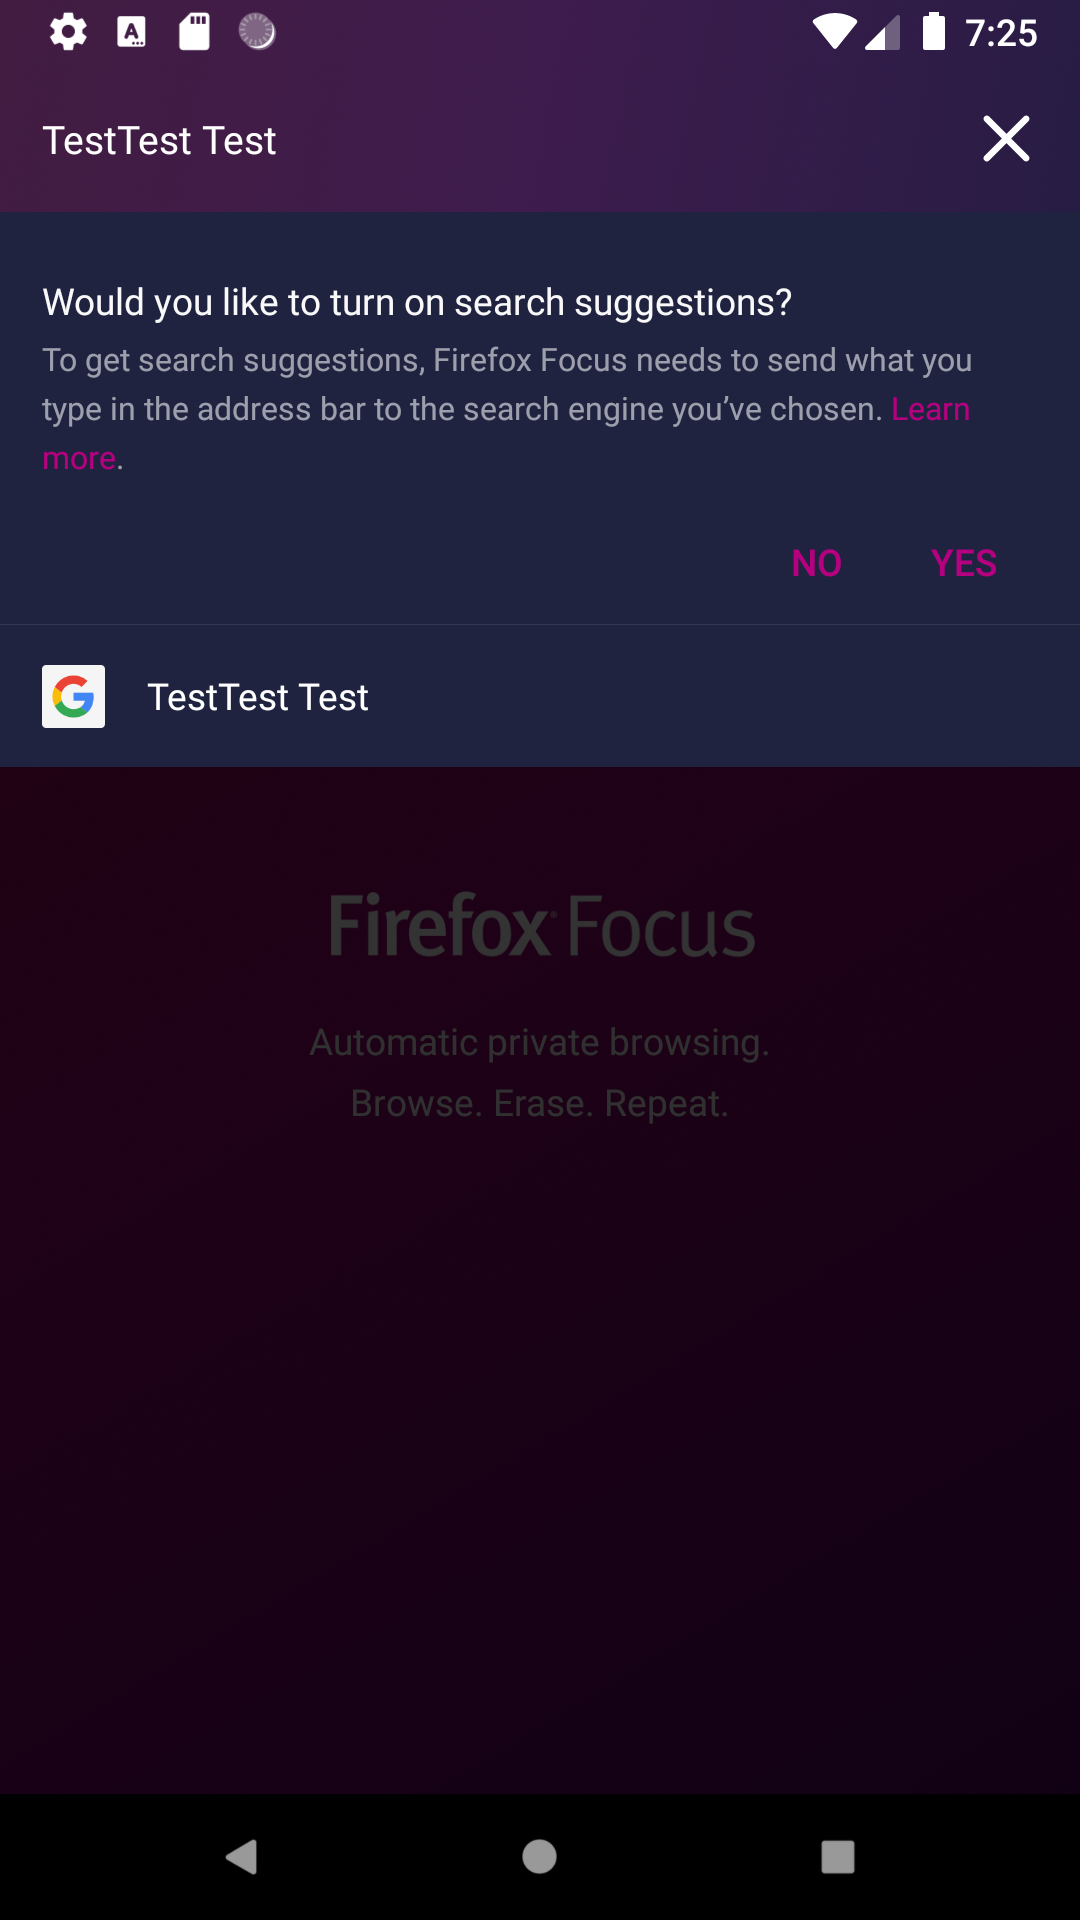 7:25
TestTest Test
Would you like to turn on search suggestions?
To get search suggestions, Firefox Focus needs to send what you
type in the address bar to the search engine you’ve chosen. Learn
more.
NO YES
TestTest Test
Firefox Focus
Automatic private browsing.
Browse. Erase. Repeat.